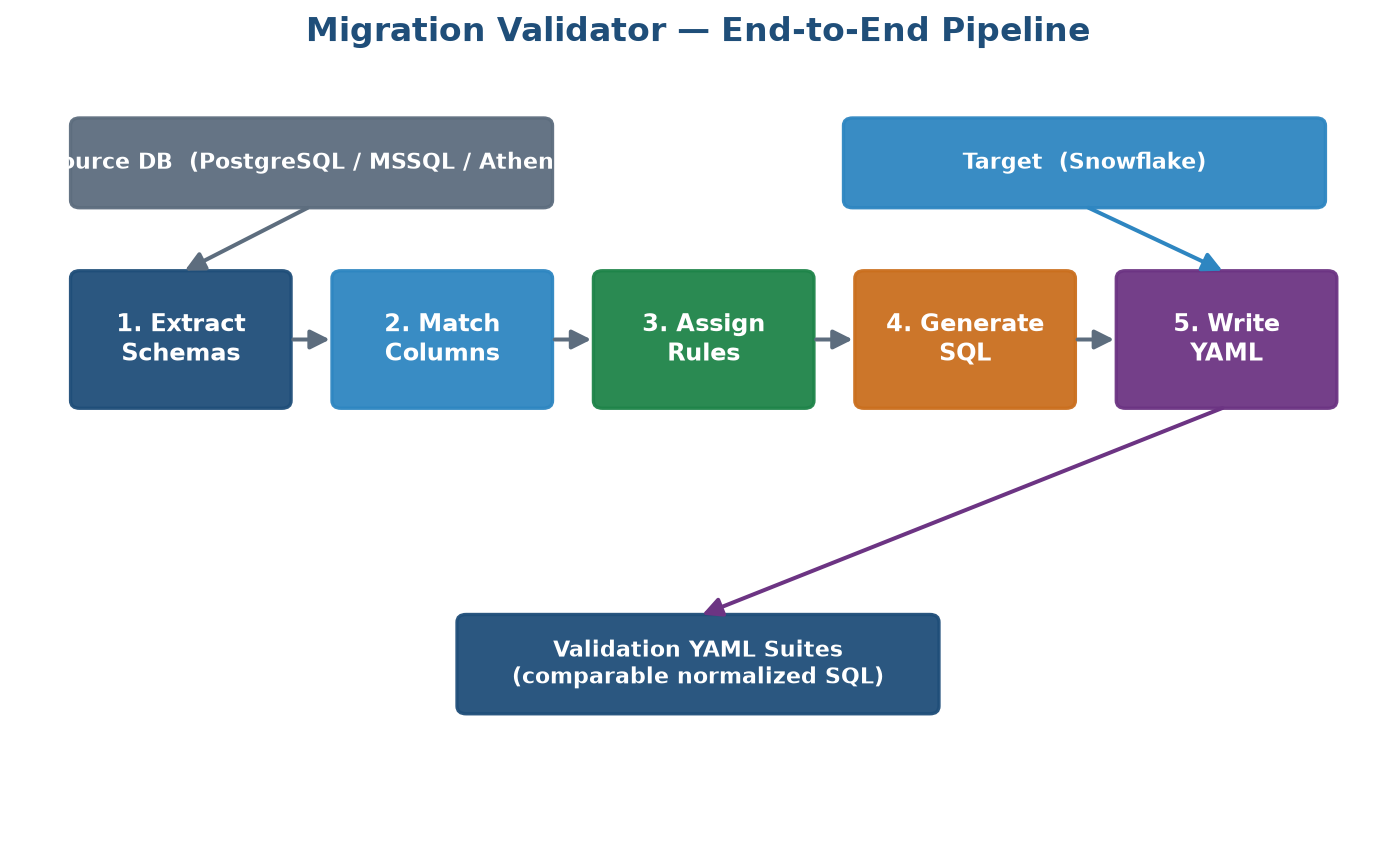 Migration Validator — End-to-End Pipeline
ource DB (PostgreSQL / MSSQL / Athen
Target (Snowflake)
1. Extract
Schemas
2. Match
Columns
3. Assign
Rules
4. Generate
SQL
5. Write
YAML
Validation YAML Suites
(comparable normalized SQL)